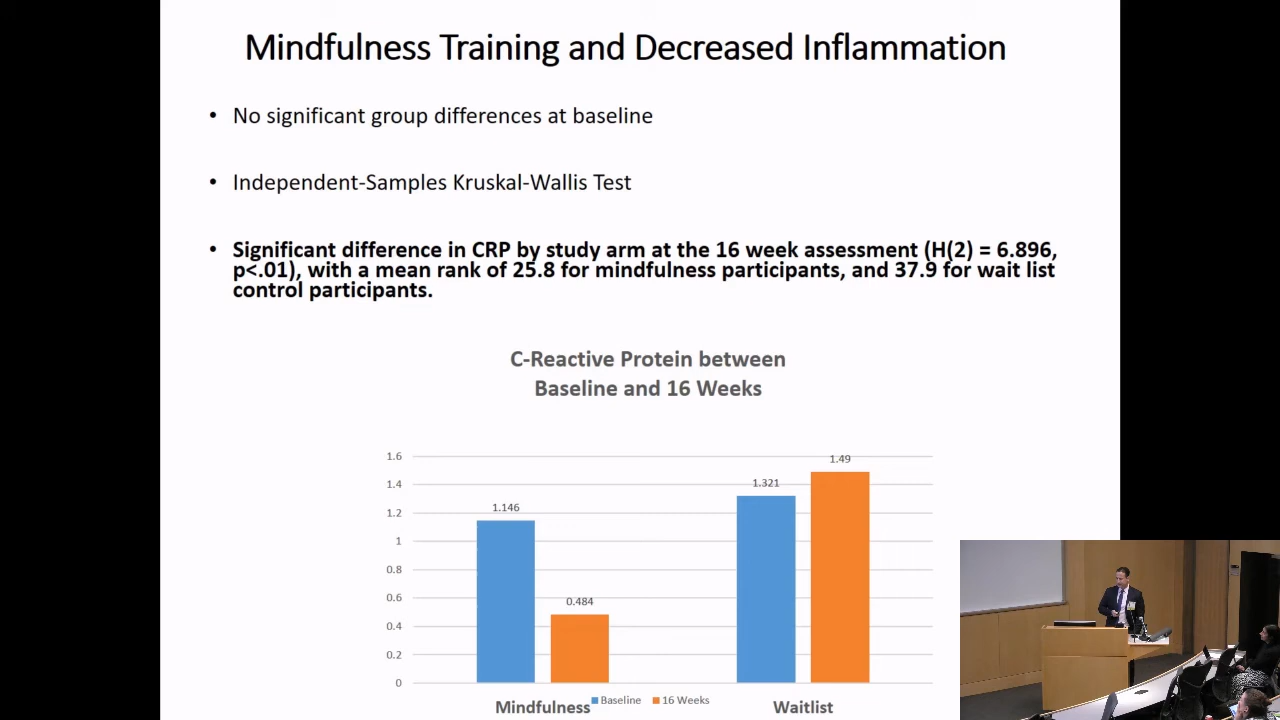 Mindfulness Training and Decreased Inflammation
• No significant group differences at baseline
• Independent-Samples Kruskal-Wallis Test
• Significant difference in CRP by study arm at the 16 week assessment (H(2) = 6.896,
p<.01), with a mean rank of 25.8 for mindfulness participants, and 37.9 for wait list
control participants.
C-Reactive Protein between
Baseline and 16 Weeks
1.6
1.4
1.2
1
0.8
0.6
0.4
0.2
0
1.146
0.484
1.321
1.49
Mindfulness
Baseline
16 Weeks
Waitlist